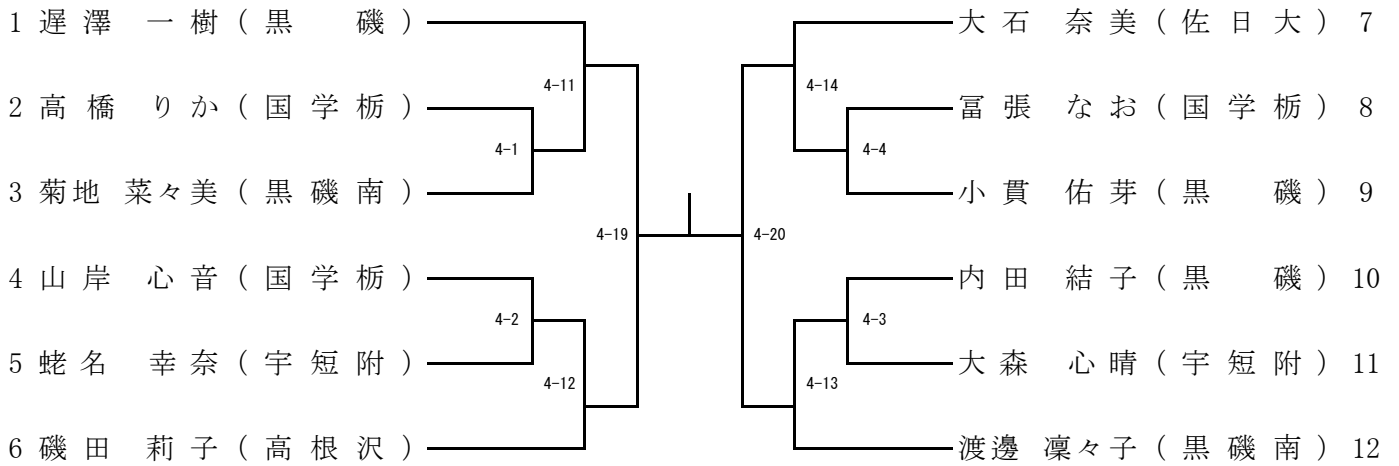 1 遅澤 一樹(黒 磯) 大石 奈美(佐日大) 7
4-11 4-14
2 高橋 りか(国学栃) 冨張 なお(国学栃) 8
4-1 4-4
3 菊地 菜々美(黒磯南) 小貫 佑芽(黒 磯) 9
4-19 4-20
4 山岸 心音(国学栃) 内田 結子(黒 磯) 10
4-2 4-3
5 蛯名 幸奈(宇短附) 大森 心晴(宇短附) 11
4-12 4-13
6 磯田 莉子(高根沢) 渡邊 凜々子(黒磯南) 12